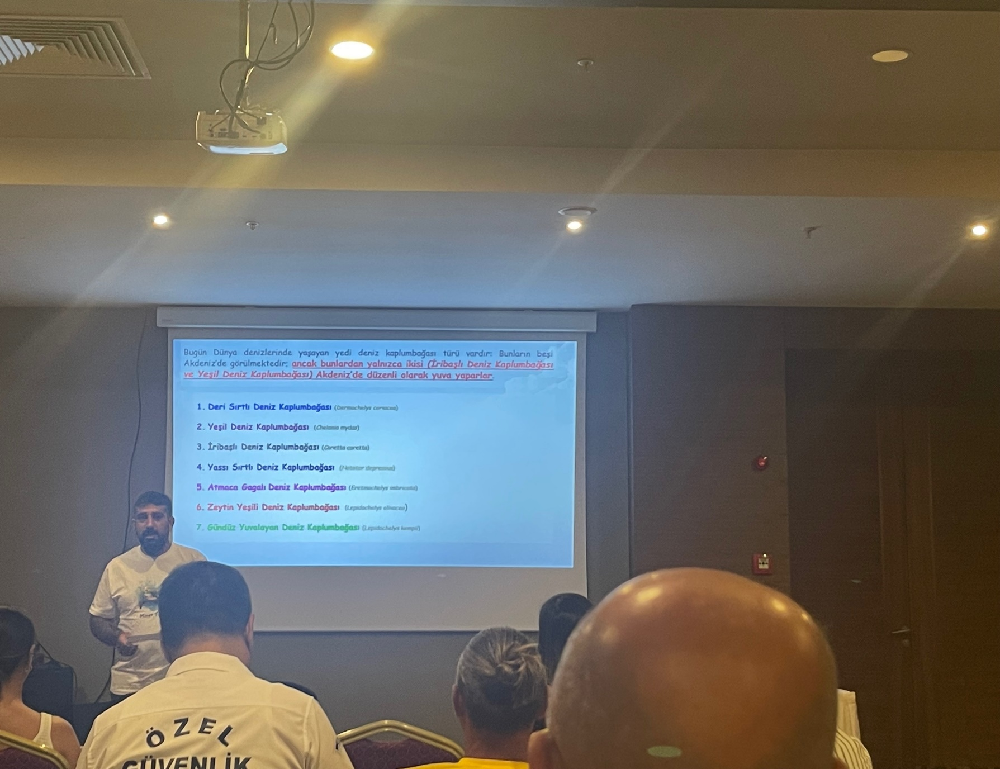 Bugün Dünya denizlerinde yaşayan yedi deniz kaplumbağası türü vardır: Bunların beşi
Akdeniz'de görülmektedir; ancak bunlardan yalnızca ikisi (İribaşlı Deniz Kaplumbağası
ve Yeşil Deniz Kaplumbağası) Akdeniz'de düzenli olarak yuva yaparlar.
1. Deri Sırtlı Deniz Kaplumbağası (Dermochelys coriacea)
2. Yeşil Deniz Kaplumbağası (Chelonia mydas)
3. İribaşlı Deniz Kaplumbağası (Caretta caretta)
4. Yassı Sırtlı Deniz Kaplumbağası (Natator depressus)
5. Atmaca Gagalı Deniz Kaplumbağası (Eretmochelys imbricata)
6. Zeytin Yeşili Deniz Kaplumbağası (Lepidochelys olivacea)
7. Gündüz Yuvalayan Deniz Kaplumbağası (Lepidochelys kempii)
ÖZEL
GÜVENLİK